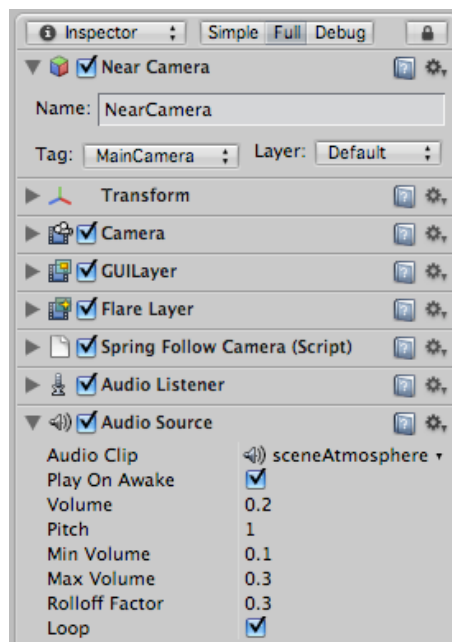 Inspector Simple Full Debug
Near Camera
Name: NearCamera
Tag: MainCamera Layer: Default
Transform
Camera
GUILayer
Flare Layer
Spring Follow Camera (Script)
Audio Listener
Audio Source
Audio Clip sceneAtmosphere
Play On Awake
Volume 0.2
Pitch 1
Min Volume 0.1
Max Volume 0.3
Rolloff Factor 0.3
Loop